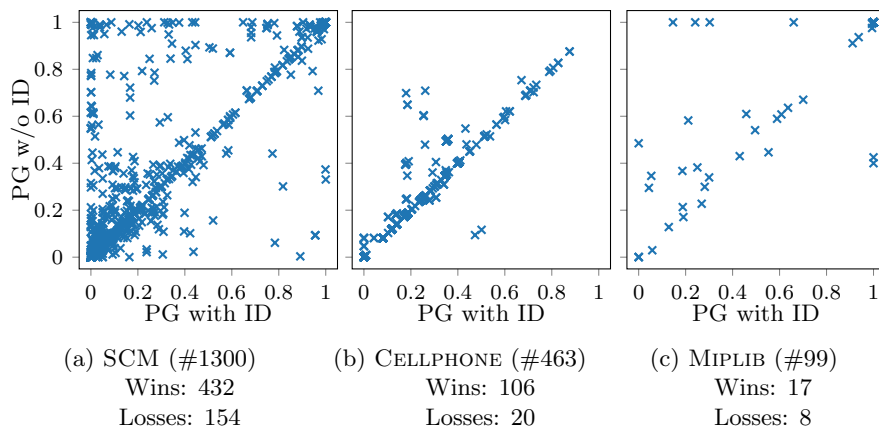 1
0.8
0.6
0.4
0.2
0
PG w/o ID
0 0.2 0.4 0.6 0.8 1
PG with ID
0 0.2 0.4 0.6 0.8 1
PG with ID
0 0.2 0.4 0.6 0.8 1
PG with ID
(a) SCM (#1300)
Wins: 432
Losses: 154
(b) CELLPHONE (#463)
Wins: 106
Losses: 20
(c) MIPLIB (#99)
Wins: 17
Losses: 8